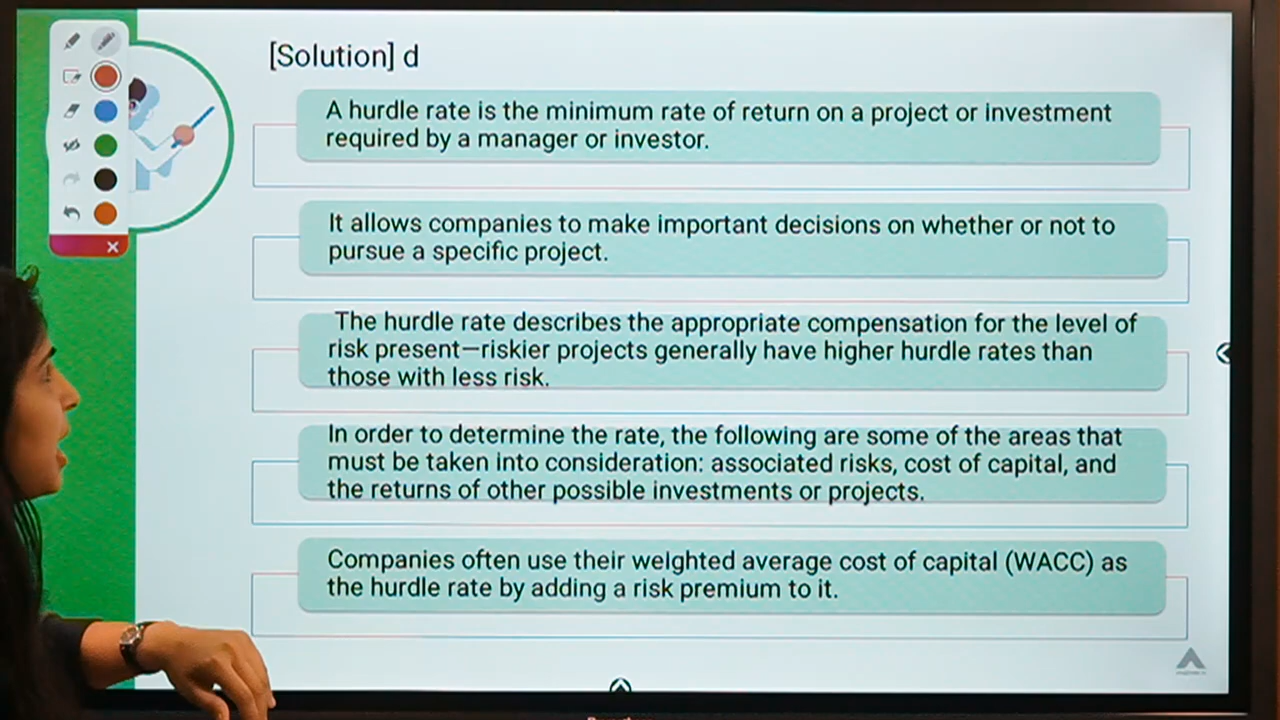 [Solution] d
A hurdle rate is the minimum rate of return on a project or investment
required by a manager or investor.
It allows companies to make important decisions on whether or not to
pursue a specific project.
The hurdle rate describes the appropriate compensation for the level of
risk present—riskier projects generally have higher hurdle rates than
those with less risk.
In order to determine the rate, the following are some of the areas that
must be taken into consideration: associated risks, cost of capital, and
the returns of other possible investments or projects.
Companies often use their weighted average cost of capital (WACC) as
the hurdle rate by adding a risk premium to it.